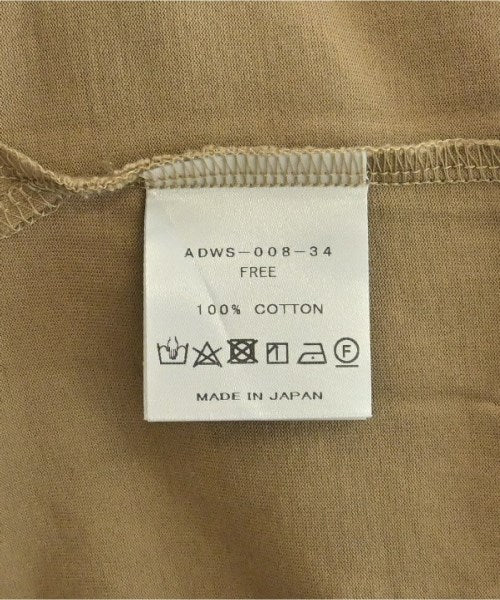 ADWS-008-34
FREE
100% COTTON
F
MADE IN JAPAN